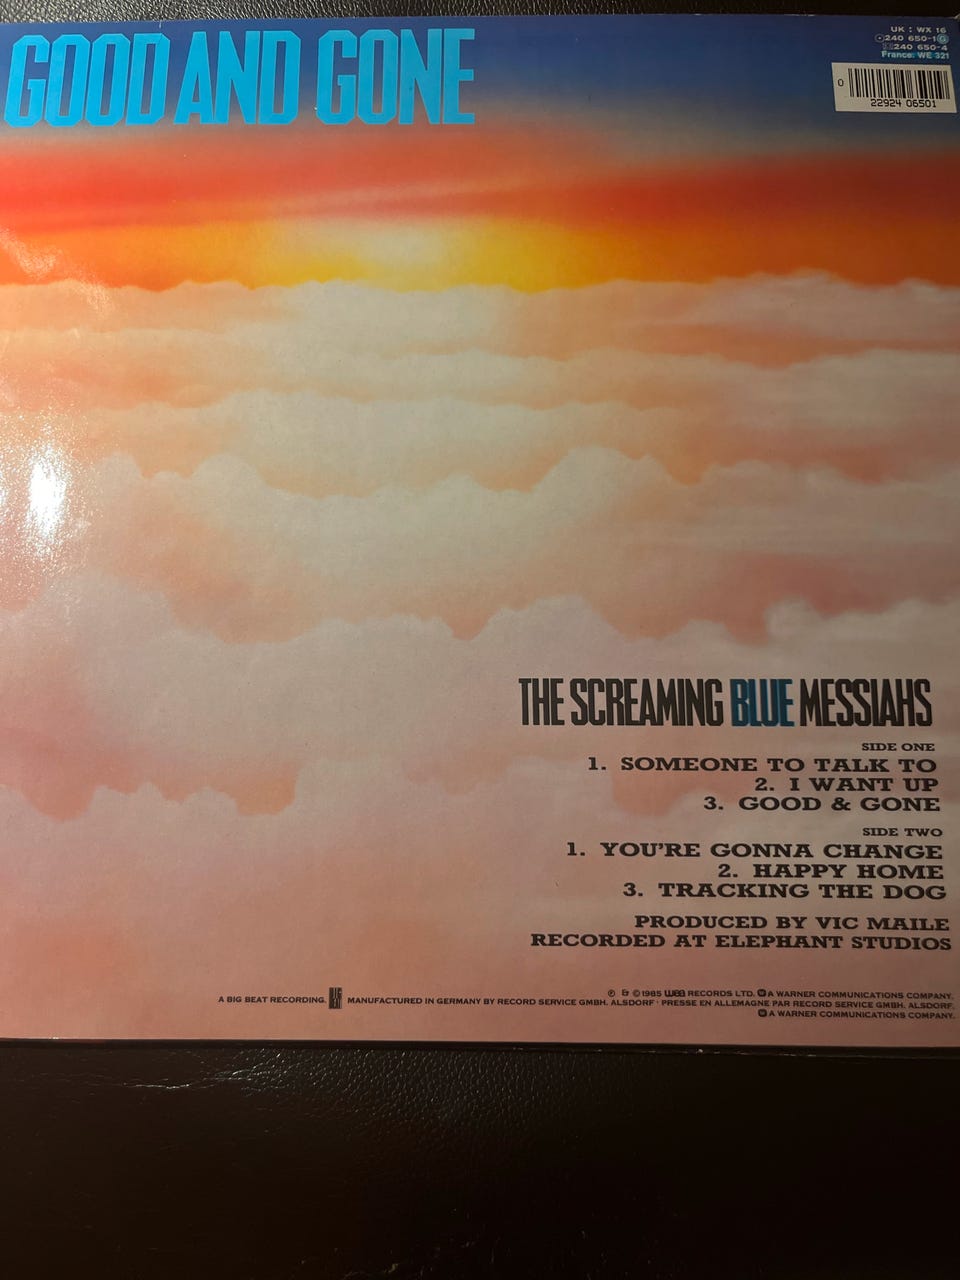 GOOD AND GONE
UK : WX 16
240 650-1
240 650-4
France: WE 321
0
22924 06501
THE SCREAMING BLUE MESSIAHS
SIDE ONE
1. SOMEONE TO TALK TO
2. I WANT UP
3. GOOD & GONE
SIDE TWO
1. YOU'RE GONNA CHANGE
2. HAPPY HOME
3. TRACKING THE DOG
PRODUCED BY VIC MAILE
RECORDED AT ELEPHANT STUDIOS
℗ & © 1985 wea RECORDS LTD. A WARNER COMMUNICATIONS COMPANY.
A BIG BEAT RECORDING. MANUFACTURED IN GERMANY BY RECORD SERVICE GMBH. ALSDORF · PRESSE EN ALLEMAGNE PAR RECORD SERVICE GMBH. ALSDORF.
A WARNER COMMUNICATIONS COMPANY.